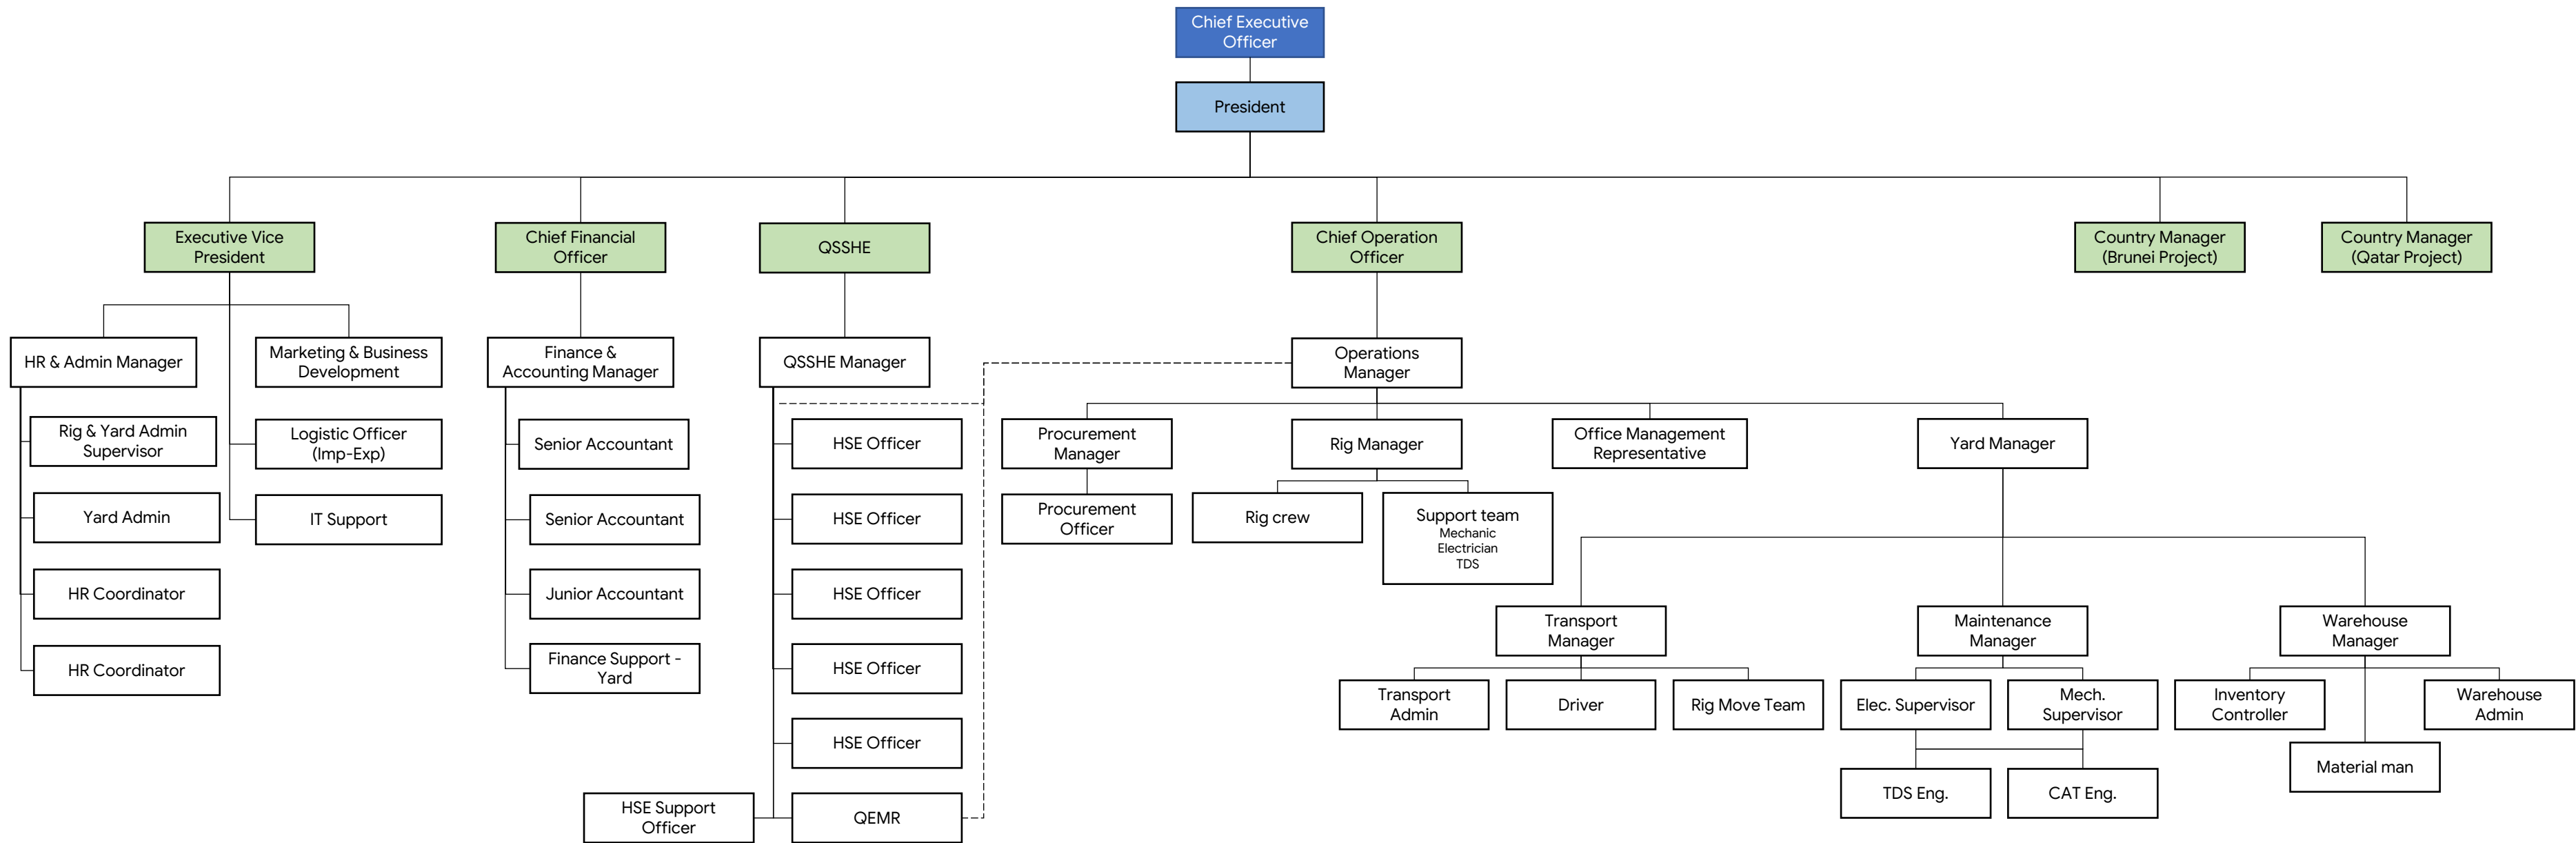 Chief Executive
Officer
President
Executive Vice
President
Chief Financial
Officer
QSSHE
Chief Operation
Officer
Country Manager
(Brunei Project)
Country Manager
(Qatar Project)
HR & Admin Manager
Marketing & Business
Development
Finance &
Accounting Manager
QSSHE Manager
Operations
Manager
Rig & Yard Admin
Supervisor
Logistic Officer
(Imp-Exp)
Senior Accountant
HSE Officer
Procurement
Manager
Rig Manager
Office Management
Representative
Yard Manager
Yard Admin
IT Support
Senior Accountant
HSE Officer
Procurement
Officer
Rig crew
Support team
Mechanic
Electrician
TDS
HR Coordinator
Junior Accountant
HSE Officer
Transport
Manager
Maintenance
Manager
Warehouse
Manager
HR Coordinator
Finance Support -
Yard
HSE Officer
Transport
Admin
Driver
Rig Move Team
Elec. Supervisor
Mech.
Supervisor
Inventory
Controller
Warehouse
Admin
HSE Officer
Material man
HSE Support
Officer
QEMR
TDS Eng.
CAT Eng.